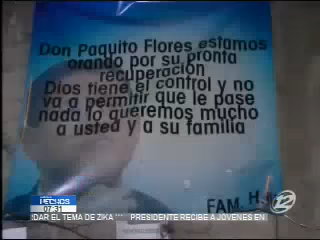 Don Paquito Flores estamos
orando por su pronta
recuperación
Dios tiene el control y no
va a permitir que le pase
nada lo queremos mucho
a usted y a su familia
FAM. H
12
HECHOS
07:31
DAR EL TEMA DE ZIKA *** PRESIDENTE RECIBE A JOVENES EN